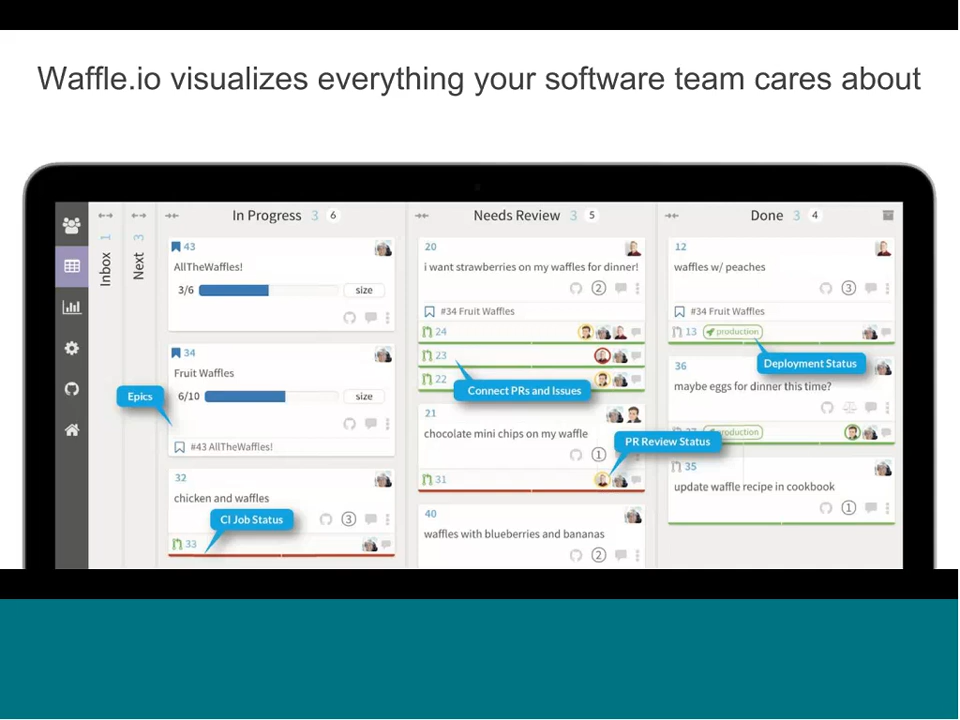 Waffle.io visualizes everything your software team cares about
Inbox 1
Next 3
In Progress 3 6
43
AllTheWaffles!
3/6 size
34
Fruit Waffles
6/10 size
#43 AllTheWaffles!
Epics
32
chicken and waffles
3
CI Job Status
33
Needs Review 3 5
20
i want strawberries on my waffles for dinner!
2
#34 Fruit Waffles
24
23
22
Connect PRs and Issues
21
chocolate mini chips on my waffle
1
PR Review Status
31
40
waffles with blueberries and bananas
2
Done 3 4
12
waffles w/ peaches
3
#34 Fruit Waffles
13 production
Deployment Status
36
maybe eggs for dinner this time?
production
35
update waffle recipe in cookbook
1